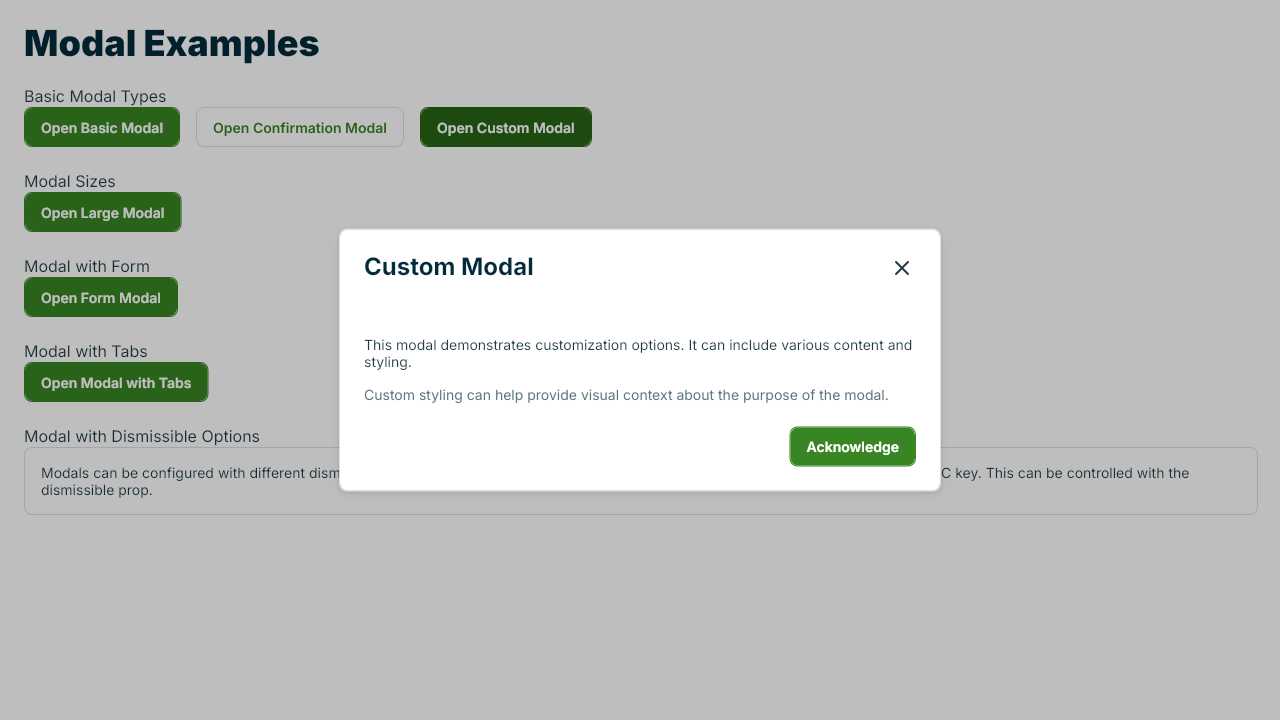 Modal Examples
Basic Modal Types
Open Basic Modal
Open Confirmation Modal
Open Custom Modal
Modal Sizes
Open Large Modal
Modal with Form
Open Form Modal
Modal with Tabs
Open Modal with Tabs
Modal with Dismissible Options
Modals can be configured with different
C key. This can be controlled with the
dismissible prop.
Custom Modal
This modal demonstrates customization options. It can include various content and
styling.
Custom styling can help provide visual context about the purpose of the modal.
Acknowledge